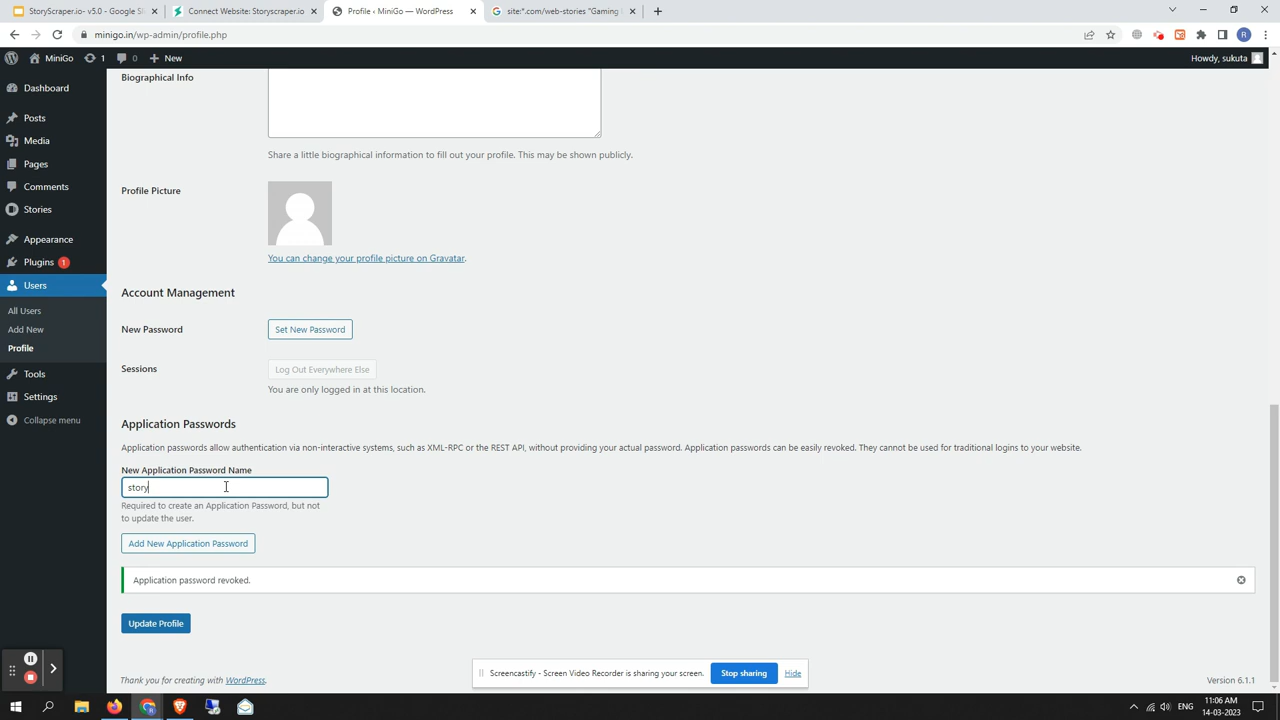 StoryScraper.io- v5.0 - Google Sl
Connect Website: Storyscraper.io
Profile ‹ MiniGo — WordPress
site:*.com/web-stories "Gaming
minigo.in/wp-admin/profile.php
R
MiniGo
1
0
New
Howdy, sukuta
Dashboard
Posts
Media
Pages
Comments
Stories
Appearance
Plugins 1
Users
All Users
Add New
Profile
Tools
Settings
Collapse menu
Biographical Info
Share a little biographical information to fill out your profile. This may be shown publicly.
Profile Picture
You can change your profile picture on Gravatar.
Account Management
New Password
Set New Password
Sessions
Log Out Everywhere Else
You are only logged in at this location.
Application Passwords
Application passwords allow authentication via non-interactive systems, such as XML-RPC or the REST API, without providing your actual password. Application passwords can be easily revoked. They cannot be used for traditional logins to your website.
New Application Password Name
story
Required to create an Application Password, but not
to update the user.
Add New Application Password
Application password revoked.
Update Profile
Screencastify - Screen Video Recorder is sharing your screen.
Stop sharing
Hide
Thank you for creating with WordPress.
Version 6.1.1
ENG
11:06 AM
14-03-2023